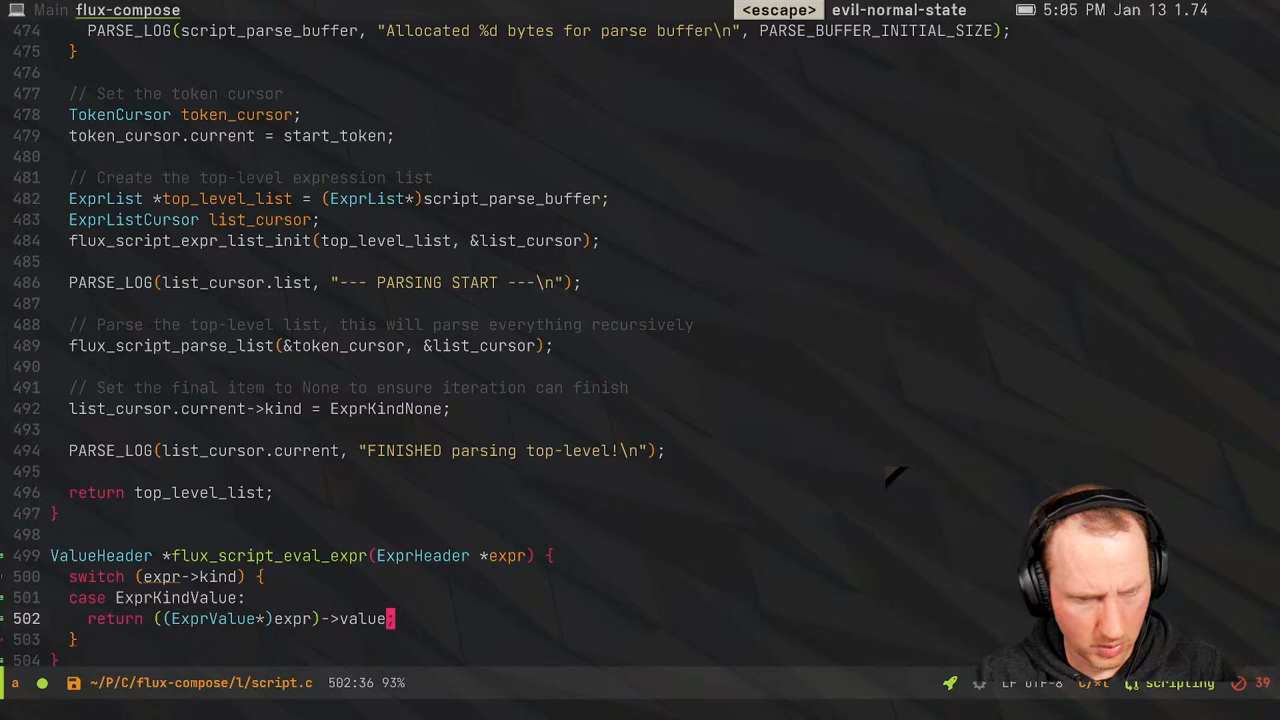 Main flux-compose <escape> evil-normal-state 5:05 PM Jan 13 1.74
474 PARSE_LOG(script_parse_buffer, "Allocated %d bytes for parse buffer\n", PARSE_BUFFER_INITIAL_SIZE);
475 }
476
477 // Set the token cursor
478 TokenCursor token_cursor;
479 token_cursor.current = start_token;
480
481 // Create the top-level expression list
482 ExprList *top_level_list = (ExprList*)script_parse_buffer;
483 ExprListCursor list_cursor;
484 flux_script_expr_list_init(top_level_list, &list_cursor);
485
486 PARSE_LOG(list_cursor.list, "--- PARSING START ---\n");
487
488 // Parse the top-level list, this will parse everything recursively
489 flux_script_parse_list(&token_cursor, &list_cursor);
490
491 // Set the final item to None to ensure iteration can finish
492 list_cursor.current->kind = ExprKindNone;
493
494 PARSE_LOG(list_cursor.current, "FINISHED parsing top-level!\n");
495
496 return top_level_list;
497 }
498
499 ValueHeader *flux_script_eval_expr(ExprHeader *expr) {
500 switch (expr->kind) {
501 case ExprKindValue:
502 return ((ExprValue*)expr)->value;
503 }
504 }
a ~/P/C/flux-compose/l/script.c 502:36 93% LF UTF-8 C/*l scripting 39